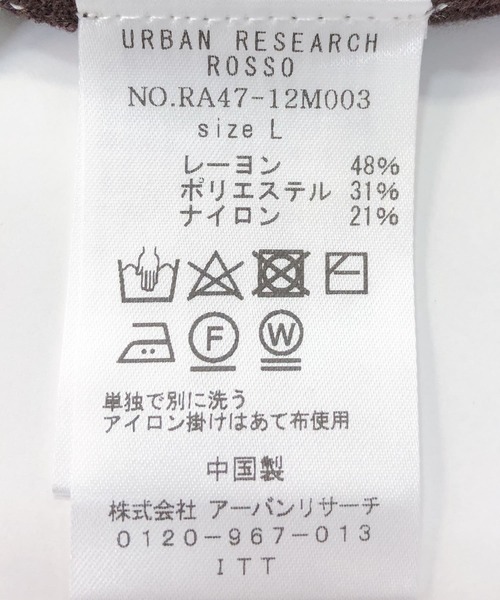 URBAN RESEARCH
ROSSO
NO.RA47-12M003
size L
レーヨン 48%
ポリエステル 31%
ナイロン 21%
F W
単独で別に洗う
アイロン掛けはあて布使用
中国製
株式会社 アーバンリサーチ
0120-967-013
ITT